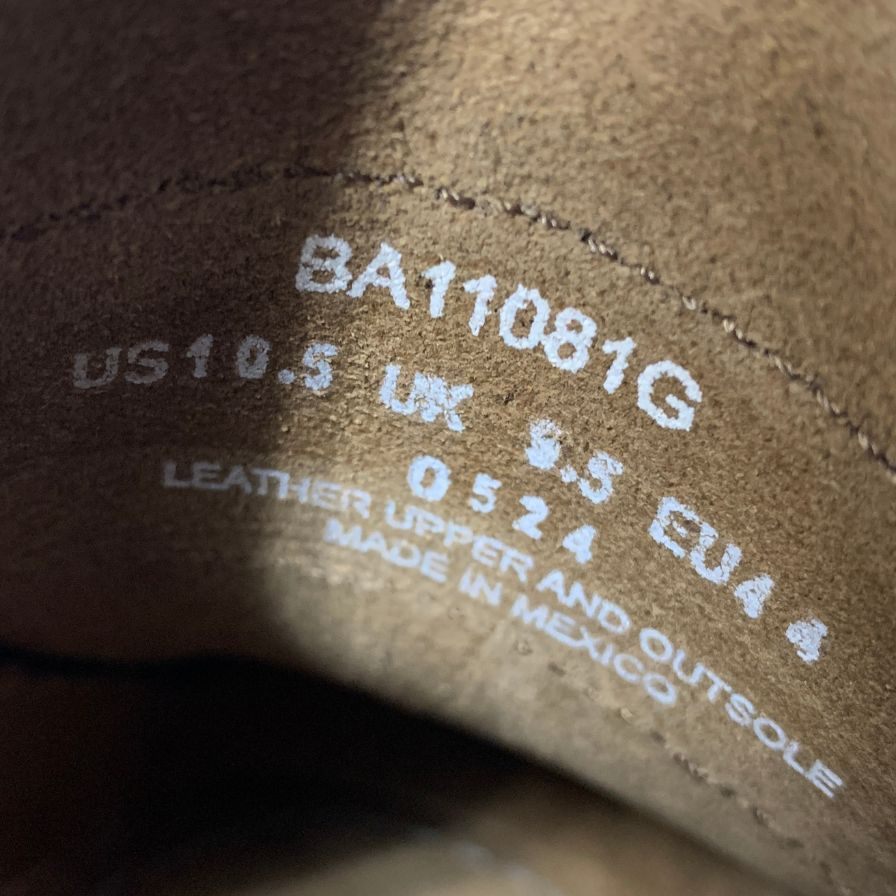 BA11081G
US10.5 UK 9.5 EU44
0524
LEATHER UPPER AND OUTSOLE
MADE IN MEXICO